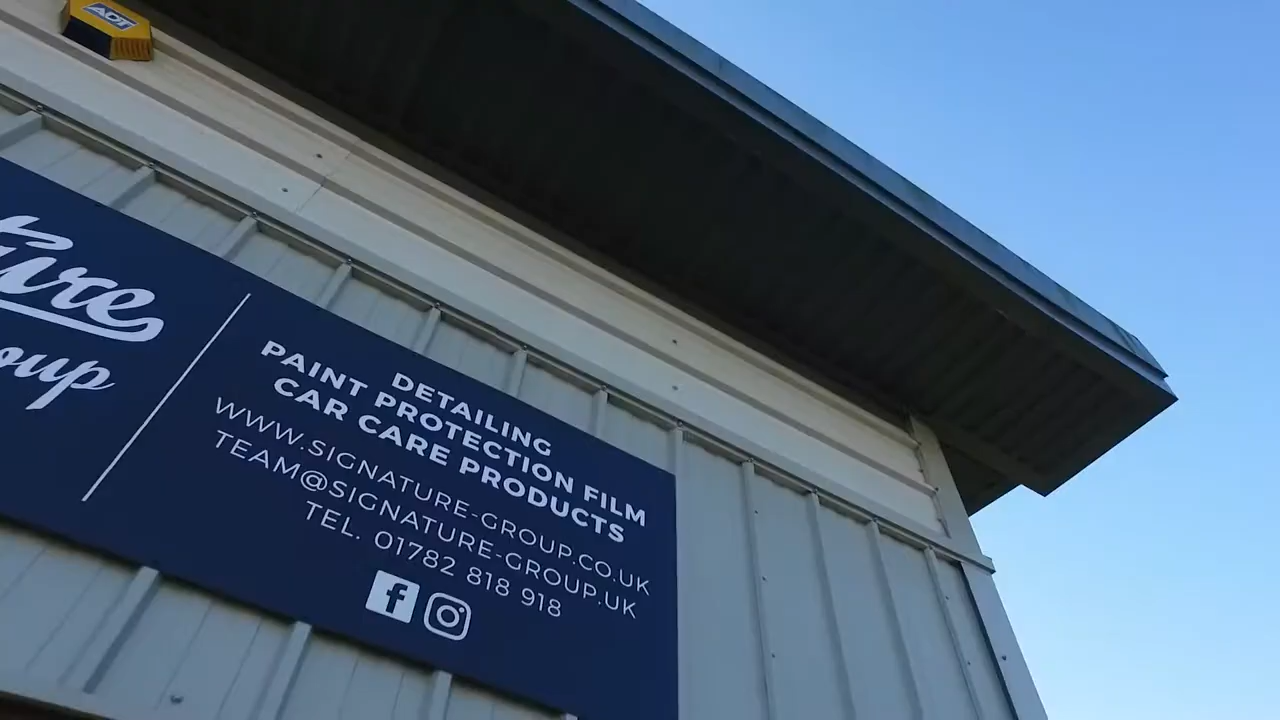 ADT
ture
oup
DETAILING
PAINT PROTECTION FILM
CAR CARE PRODUCTS
WWW.SIGNATURE-GROUP.CO.UK
TEAM@SIGNATURE-GROUP.UK
TEL. 01782 818 918